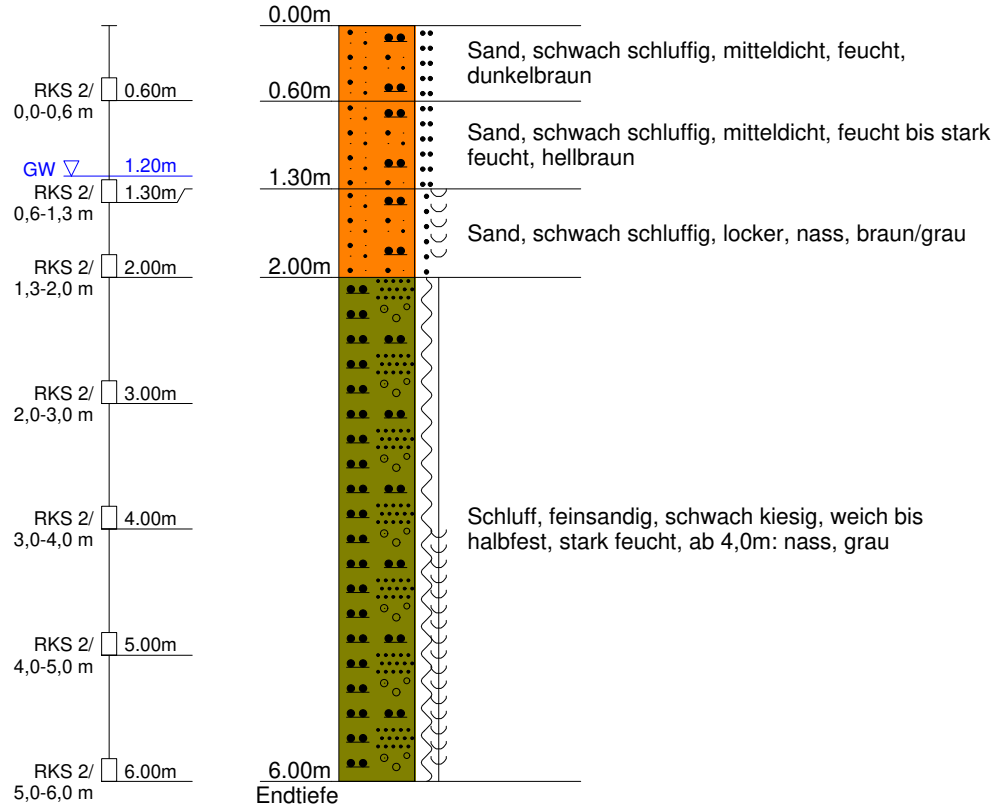 0.00m
Sand, schwach schluffig, mitteldicht, feucht,
dunkelbraun
RKS 2/ 0.60m
0,0-0,6 m
0.60m
Sand, schwach schluffig, mitteldicht, feucht bis stark
feucht, hellbraun
GW 1.20m
RKS 2/ 1.30m
0,6-1,3 m
1.30m
Sand, schwach schluffig, locker, nass, braun/grau
RKS 2/ 2.00m
1,3-2,0 m
2.00m
RKS 2/ 3.00m
2,0-3,0 m
RKS 2/ 4.00m
3,0-4,0 m
Schluff, feinsandig, schwach kiesig, weich bis
halbfest, stark feucht, ab 4,0m: nass, grau
RKS 2/ 5.00m
4,0-5,0 m
RKS 2/ 6.00m
5,0-6,0 m
6.00m
Endtiefe